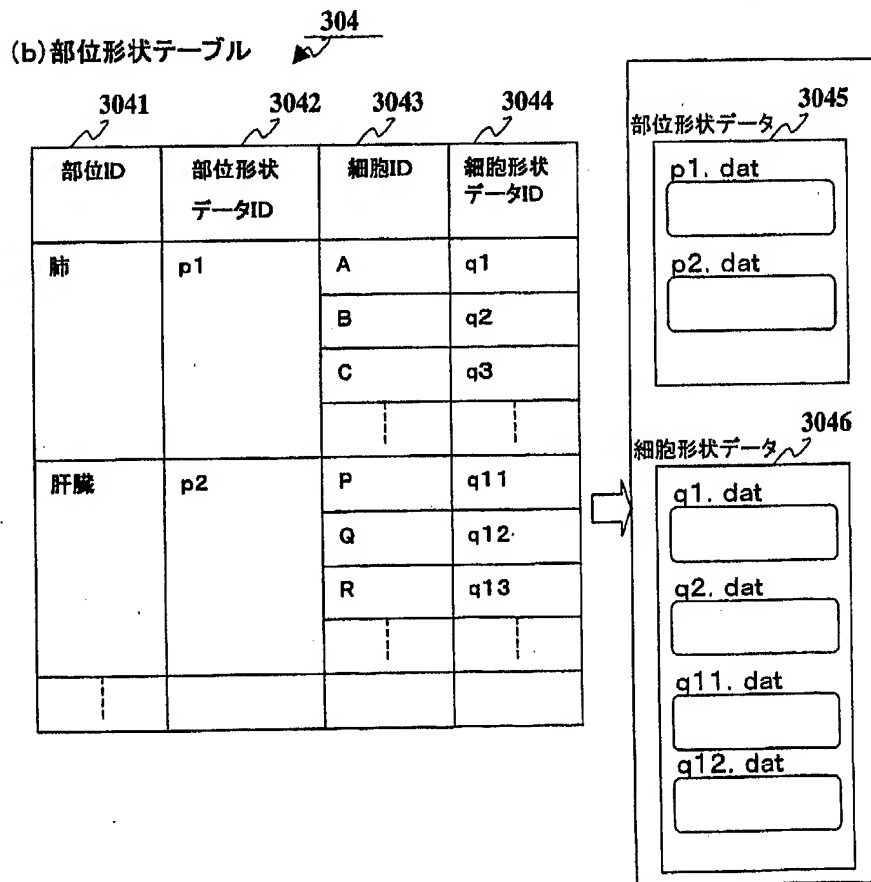 304
(b)部位形状テーブル
3041 3042 3043 3044
部位ID 部位形状データID 細胞ID 細胞形状データID
肺 p1 A q1
B q2
C q3
肝臓 p2 P q11
Q q12
R q13
3045
部位形状データ
p1. dat
p2. dat
3046
細胞形状データ
q1. dat
q2. dat
q11. dat
q12. dat